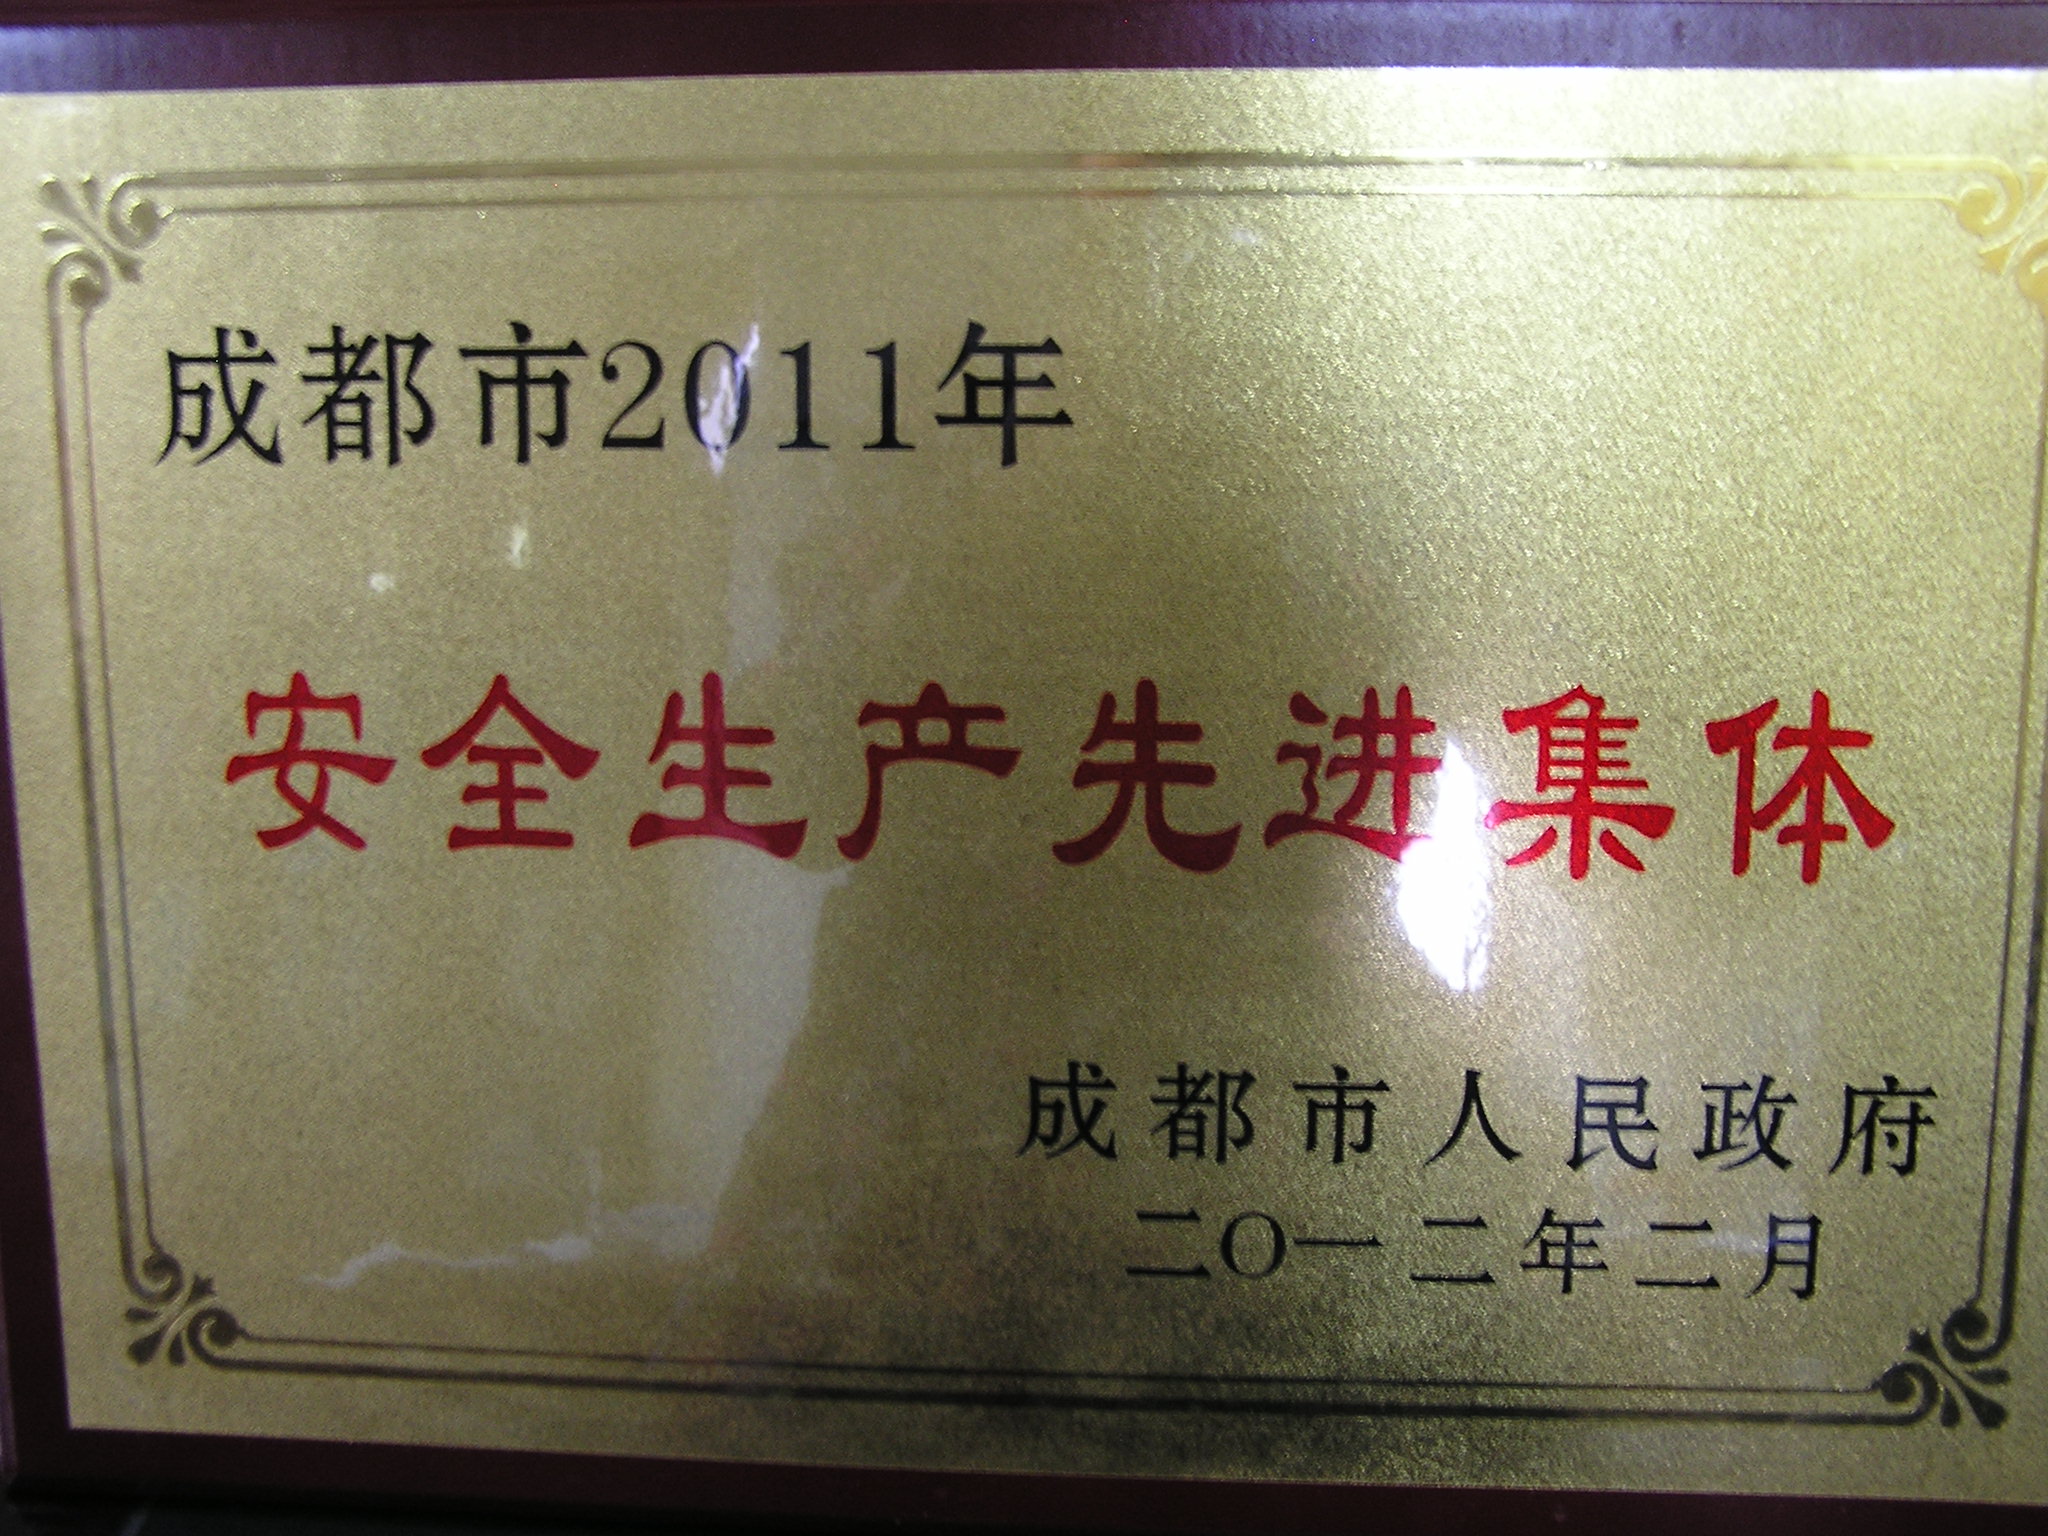 成都市2011年
安全生产先进集体
成都市人民政府
二〇一二年二月